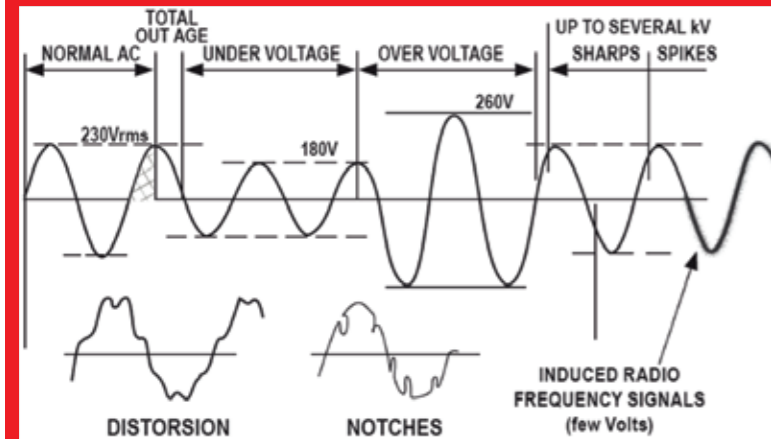 TOTAL
OUT AGE
UP TO SEVERAL kV
NORMAL AC
UNDER VOLTAGE
OVER VOLTAGE
SHARPS
SPIKES
260V
230Vrms
180V
INDUCED RADIO
FREQUENCY SIGNALS
(few Volts)
DISTORSION
NOTCHES